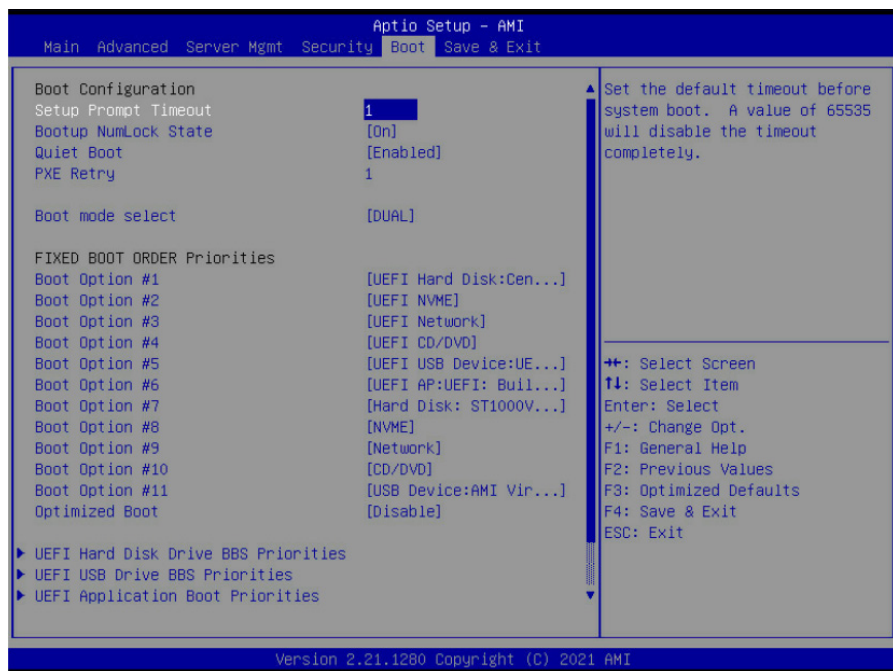 Aptio Setup – AMI
Main Advanced Server Mgmt Security Boot Save & Exit
Boot Configuration
Setup Prompt Timeout 1
Bootup NumLock State [On]
Quiet Boot [Enabled]
PXE Retry 1
Boot mode select [DUAL]
FIXED BOOT ORDER Priorities
Boot Option #1 [UEFI Hard Disk:Cen...]
Boot Option #2 [UEFI NVME]
Boot Option #3 [UEFI Network]
Boot Option #4 [UEFI CD/DVD]
Boot Option #5 [UEFI USB Device:UE...]
Boot Option #6 [UEFI AP:UEFI: Buil...]
Boot Option #7 [Hard Disk: ST1000V...]
Boot Option #8 [NVME]
Boot Option #9 [Network]
Boot Option #10 [CD/DVD]
Boot Option #11 [USB Device:AMI Vir...]
Optimized Boot [Disable]
UEFI Hard Disk Drive BBS Priorities
UEFI USB Drive BBS Priorities
UEFI Application Boot Priorities
Set the default timeout before
system boot. A value of 65535
will disable the timeout
completely.
→←: Select Screen
↑↓: Select Item
Enter: Select
+/-: Change Opt.
F1: General Help
F2: Previous Values
F3: Optimized Defaults
F4: Save & Exit
ESC: Exit
Version 2.21.1280 Copyright (C) 2021 AMI